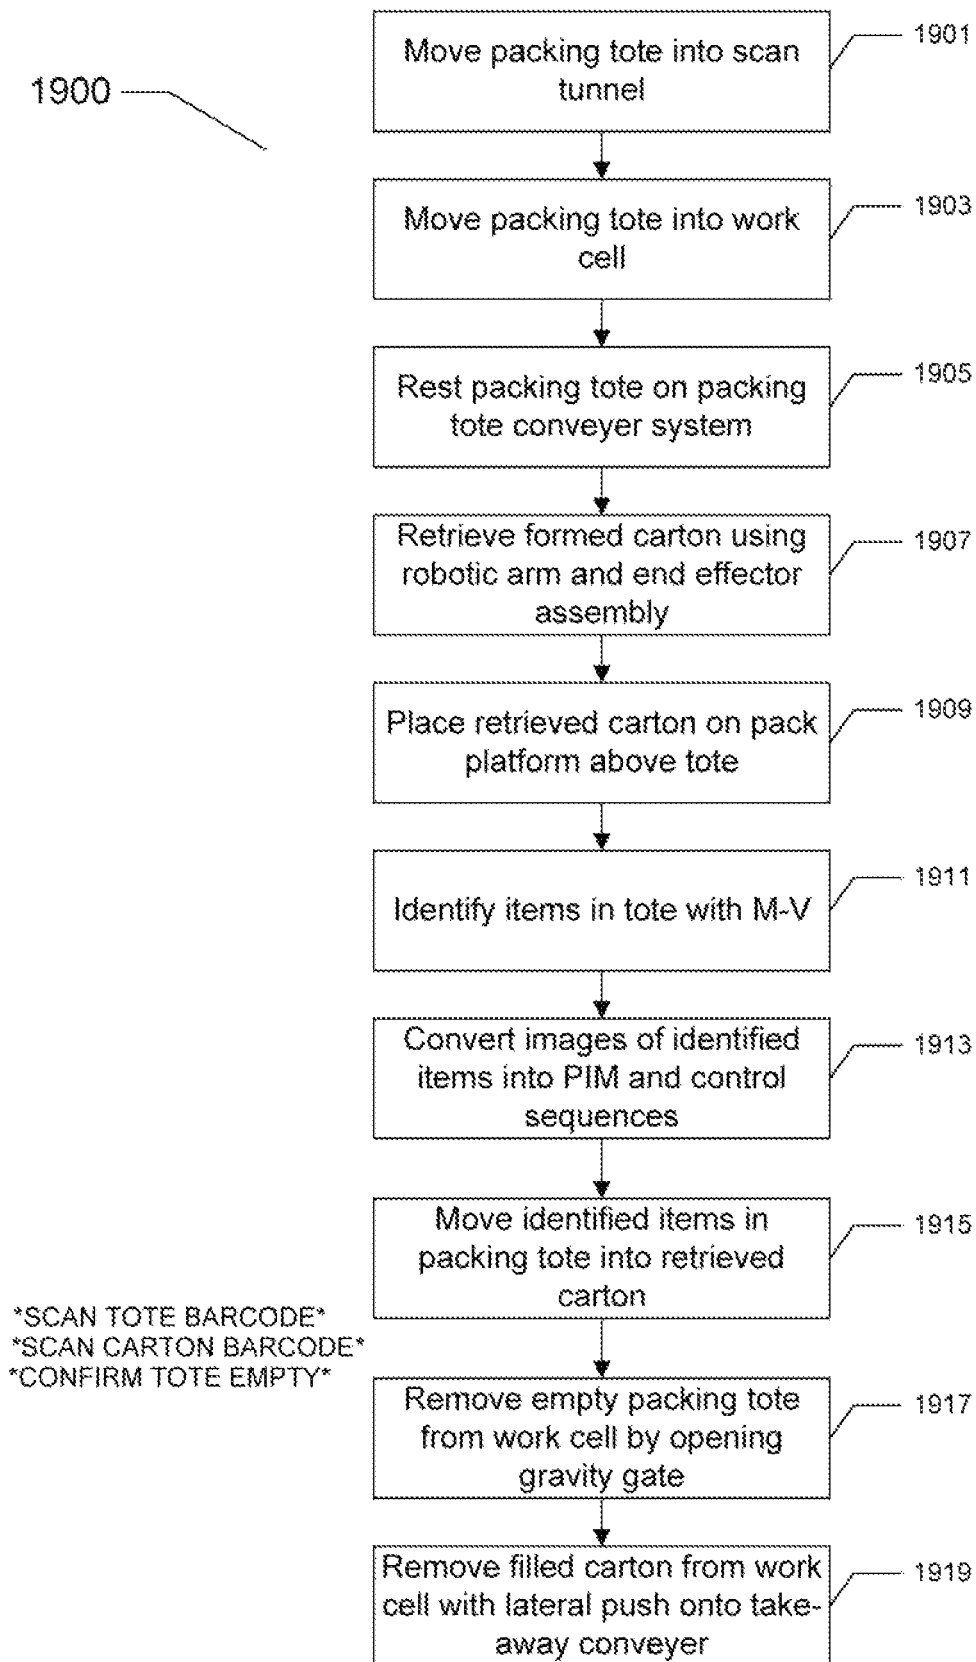 1900
Move packing tote into scan
tunnel
1901
Move packing tote into work
cell
1903
Rest packing tote on packing
tote conveyer system
1905
Retrieve formed carton using
robotic arm and end effector
assembly
1907
Place retrieved carton on pack
platform above tote
1909
Identify items in tote with M-V
1911
Convert images of identified
items into PIM and control
sequences
1913
Move identified items in
packing tote into retrieved
carton
1915
*SCAN TOTE BARCODE*
*SCAN CARTON BARCODE*
*CONFIRM TOTE EMPTY*
Remove empty packing tote
from work cell by opening
gravity gate
1917
Remove filled carton from work
cell with lateral push onto take-
away conveyer
1919